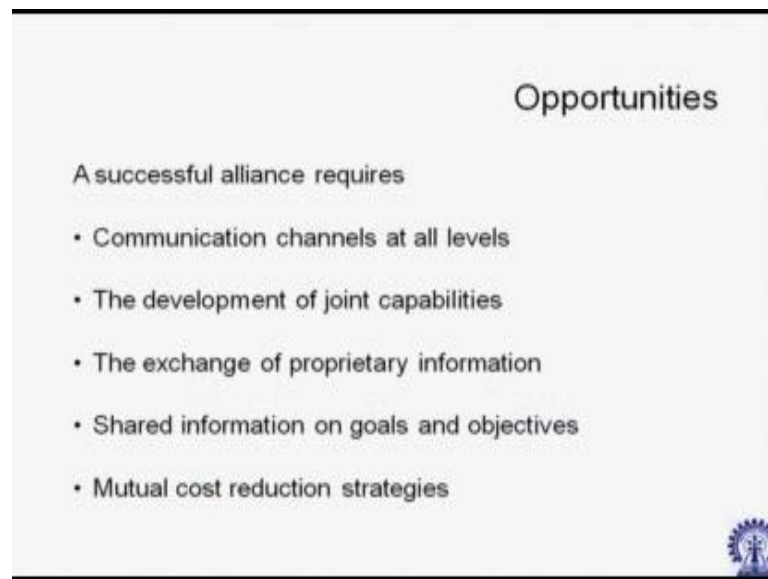 Opportunities
A successful alliance requires
• Communication channels at all levels
• The development of joint capabilities
• The exchange of proprietary information
• Shared information on goals and objectives
• Mutual cost reduction strategies